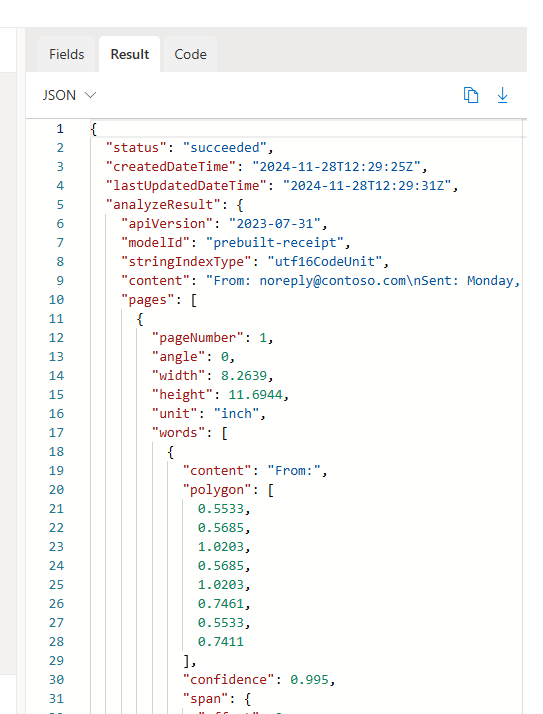 Fields Result Code
JSON
1 {
2 "status": "succeeded",
3 "createdDateTime": "2024-11-28T12:29:25Z",
4 "lastUpdatedDateTime": "2024-11-28T12:29:31Z",
5 "analyzeResult": {
6 "apiVersion": "2023-07-31",
7 "modelId": "prebuilt-receipt",
8 "stringIndexType": "utf16CodeUnit",
9 "content": "From: noreply@contoso.com\nSent: Monday,
10 "pages": [
11 {
12 "pageNumber": 1,
13 "angle": 0,
14 "width": 8.2639,
15 "height": 11.6944,
16 "unit": "inch",
17 "words": [
18 {
19 "content": "From:",
20 "polygon": [
21 0.5533,
22 0.5685,
23 1.0203,
24 0.5685,
25 1.0203,
26 0.7461,
27 0.5533,
28 0.7411
29 ],
30 "confidence": 0.995,
31 "span": {